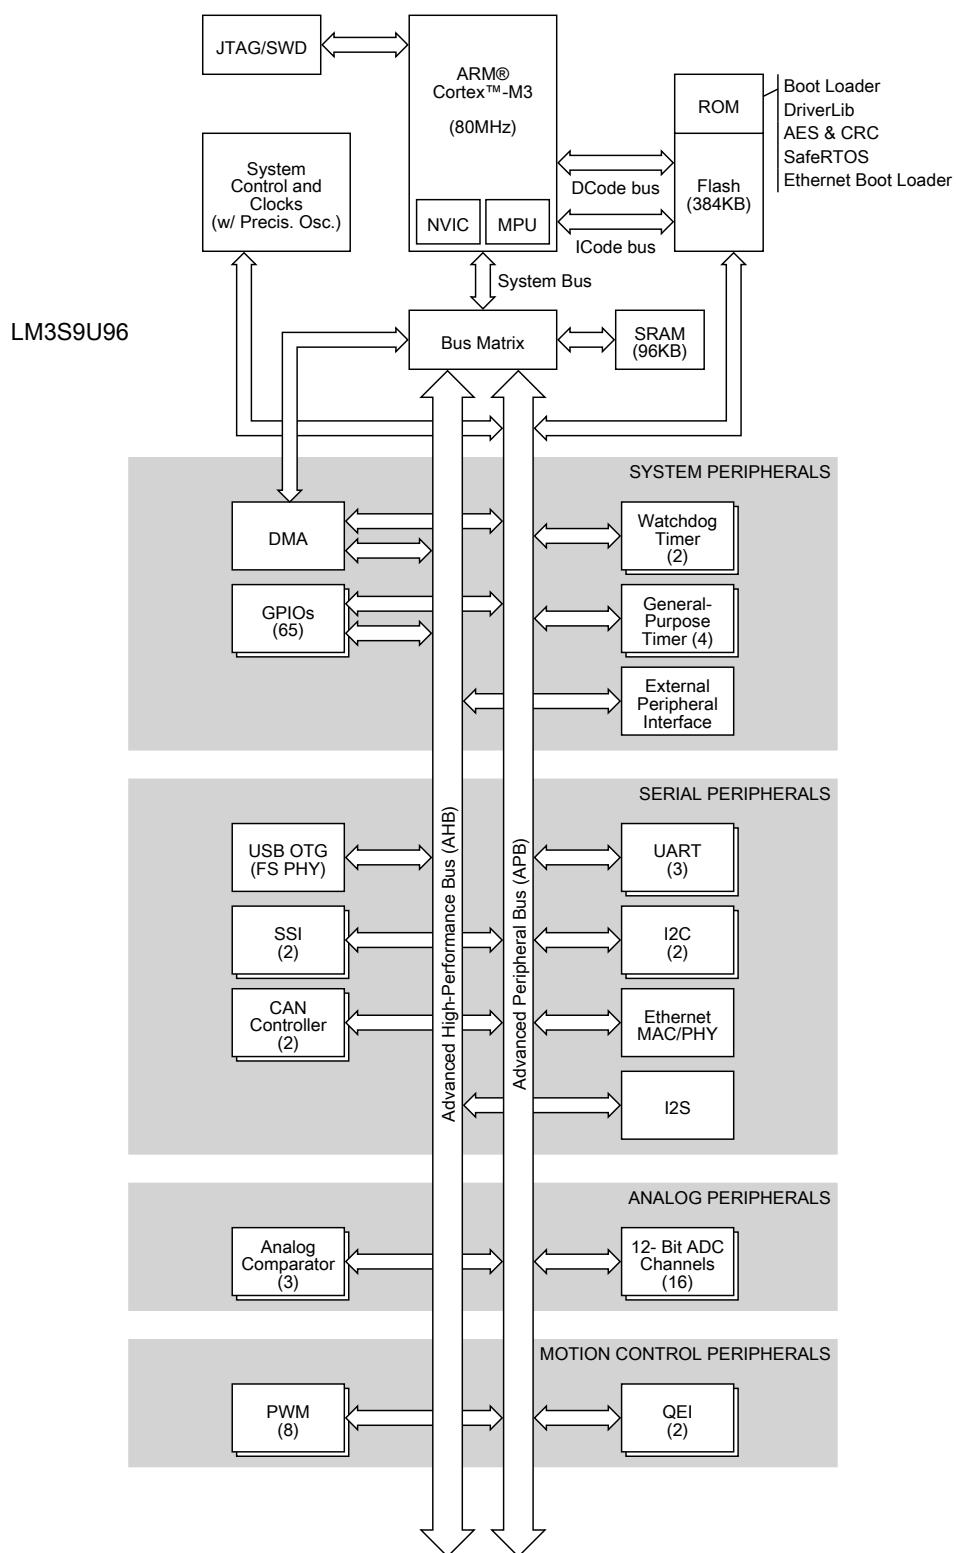 JTAG/SWD
ARM®
Cortex™-M3
(80MHz)
NVIC
MPU
System
Control and
Clocks
(w/ Precis. Osc.)
ROM
Flash
(384KB)
Boot Loader
DriverLib
AES & CRC
SafeRTOS
Ethernet Boot Loader
DCode bus
ICode bus
System Bus
LM3S9U96
Bus Matrix
SRAM
(96KB)
SYSTEM PERIPHERALS
DMA
Watchdog
Timer
(2)
GPIOs
(65)
General-
Purpose
Timer (4)
External
Peripheral
Interface
SERIAL PERIPHERALS
Advanced High-Performance Bus (AHB)
Advanced Peripheral Bus (APB)
USB OTG
(FS PHY)
UART
(3)
SSI
(2)
I2C
(2)
CAN
Controller
(2)
Ethernet
MAC/PHY
I2S
ANALOG PERIPHERALS
Analog
Comparator
(3)
12- Bit ADC
Channels
(16)
MOTION CONTROL PERIPHERALS
PWM
(8)
QEI
(2)